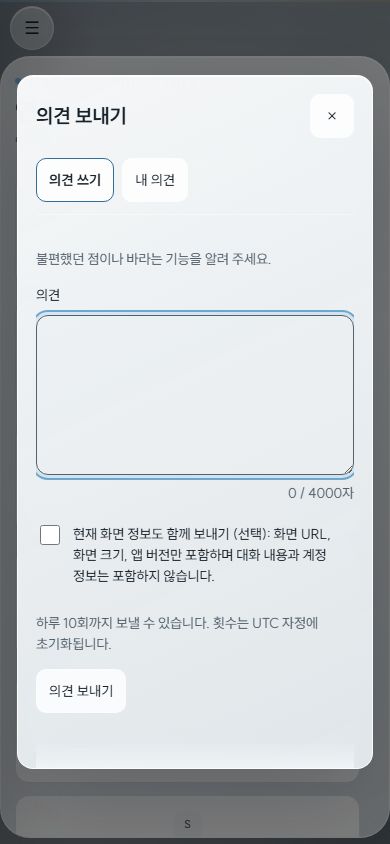 의견 보내기
×
의견 쓰기
내 의견
불편했던 점이나 바라는 기능을 알려 주세요.
의견
0 / 4000자
현재 화면 정보도 함께 보내기 (선택): 화면 URL,
화면 크기, 앱 버전만 포함하며 대화 내용과 계정
정보는 포함하지 않습니다.
하루 10회까지 보낼 수 있습니다. 횟수는 UTC 자정에
초기화됩니다.
의견 보내기
S